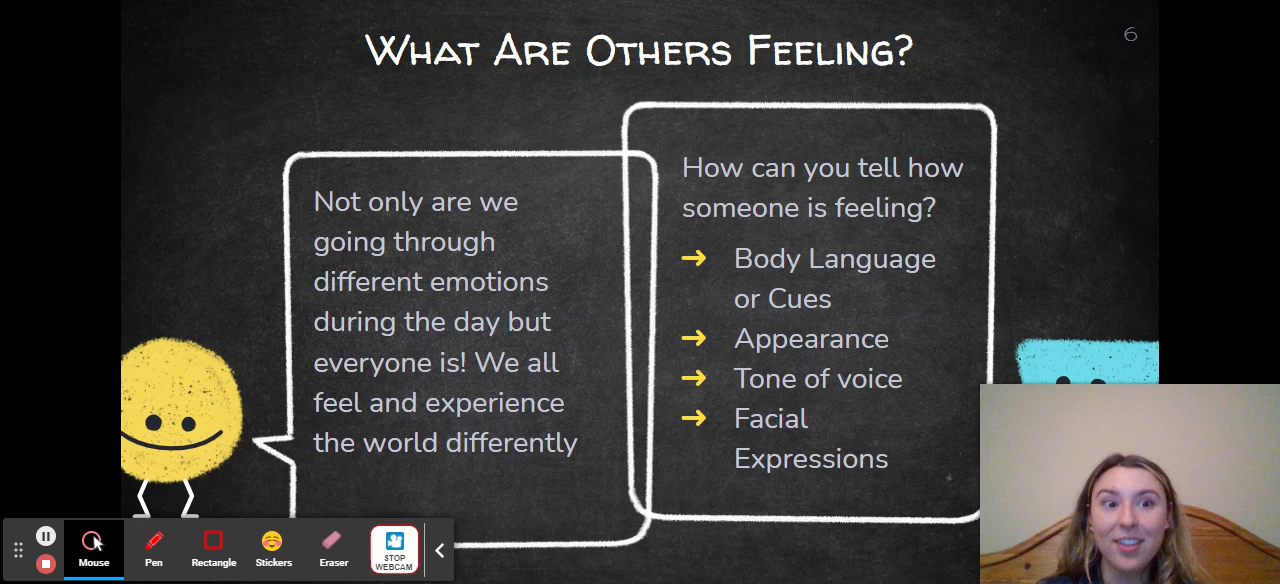 What Are Others Feeling?
6
Not only are we
going through
different emotions
during the day but
everyone is! We all
feel and experience
the world differently
How can you tell how
someone is feeling?
➜ Body Language
or Cues
➜ Appearance
➜ Tone of voice
➜ Facial
Expressions
Mouse
Pen
Rectangle
Stickers
Eraser
STOP
WEBCAM